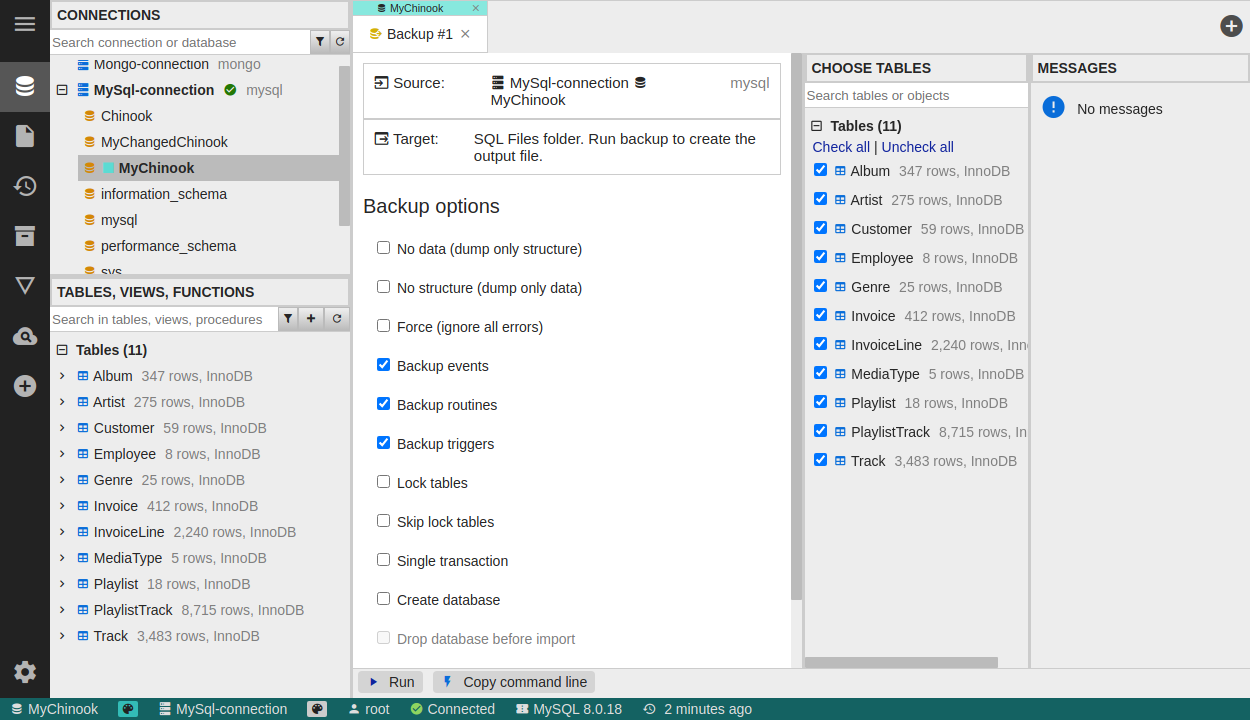 CONNECTIONS
Search connection or database
Mongo-connection mongo
MySql-connection mysql
Chinook
MyChangedChinook
MyChinook
information_schema
mysql
performance_schema
sys
TABLES, VIEWS, FUNCTIONS
Search in tables, views, procedures
Tables (11)
Album 347 rows, InnoDB
Artist 275 rows, InnoDB
Customer 59 rows, InnoDB
Employee 8 rows, InnoDB
Genre 25 rows, InnoDB
Invoice 412 rows, InnoDB
InvoiceLine 2,240 rows, InnoDB
MediaType 5 rows, InnoDB
Playlist 18 rows, InnoDB
PlaylistTrack 8,715 rows, InnoDB
Track 3,483 rows, InnoDB
MyChinook
Backup #1
Source: MySql-connection mysql
MyChinook
Target: SQL Files folder. Run backup to create the
output file.
Backup options
No data (dump only structure)
No structure (dump only data)
Force (ignore all errors)
Backup events
Backup routines
Backup triggers
Lock tables
Skip lock tables
Single transaction
Create database
Drop database before import
Run Copy command line
CHOOSE TABLES
Search tables or objects
Tables (11)
Check all | Uncheck all
Album 347 rows, InnoDB
Artist 275 rows, InnoDB
Customer 59 rows, InnoDB
Employee 8 rows, InnoDB
Genre 25 rows, InnoDB
Invoice 412 rows, InnoDB
InvoiceLine 2,240 rows, Inn
MediaType 5 rows, InnoDB
Playlist 18 rows, InnoDB
PlaylistTrack 8,715 rows, In
Track 3,483 rows, InnoDB
MESSAGES
No messages
MyChinook MySql-connection root Connected MySQL 8.0.18 2 minutes ago